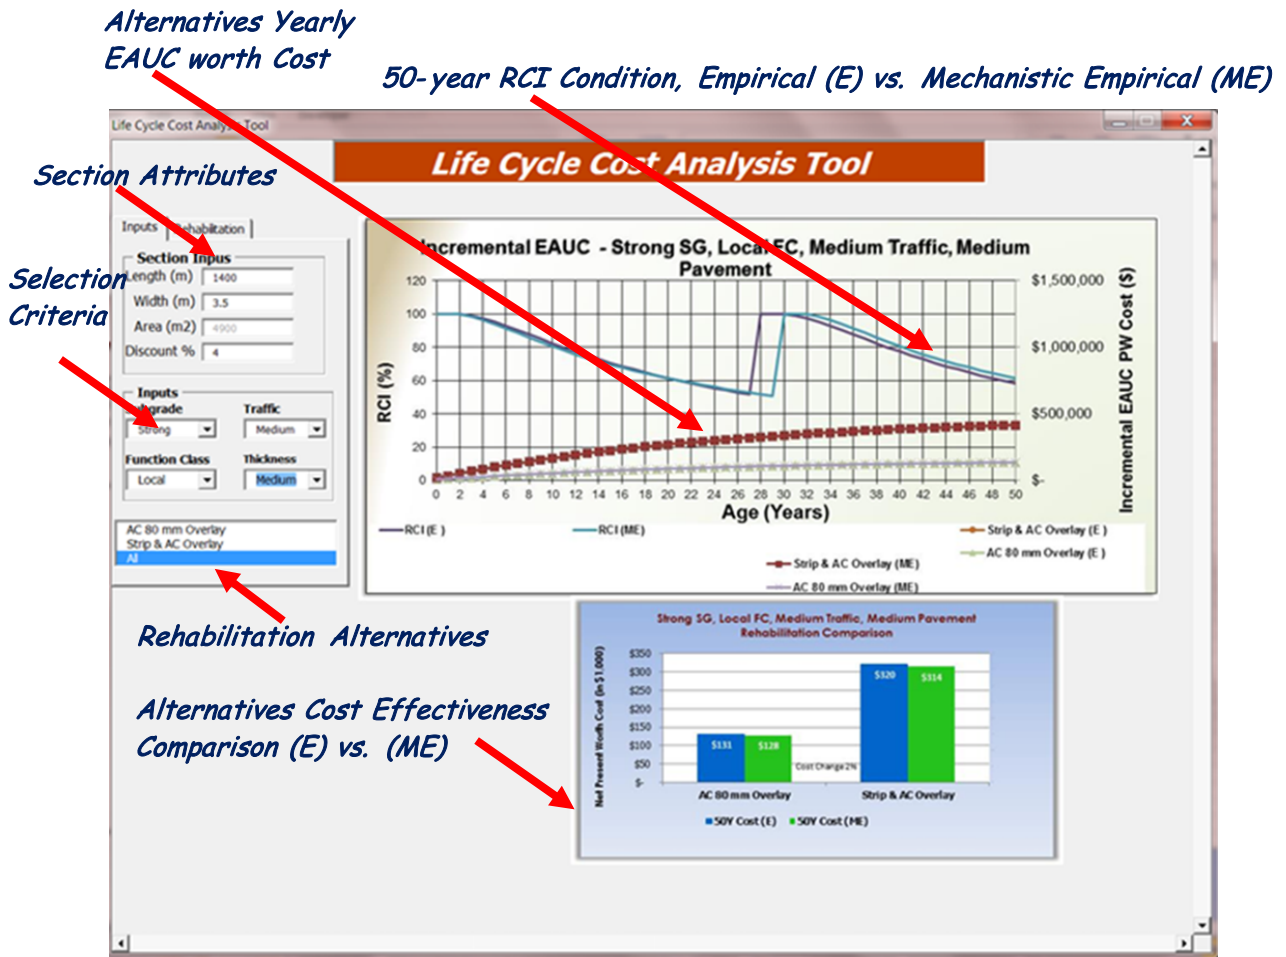 Alternatives Yearly
EAUC worth Cost
50-year RCI Condition, Empirical (E) vs. Mechanistic Empirical (ME)
Life Cycle Cost Analysis Tool
Life Cycle Cost Analysis Tool
Section Attributes
Inputs Rehabilitation
Section Inpus
Selection
Criteria
Length (m) 1400
Width (m) 3.5
Area (m2) 4900
Discount % 4
Inputs
Subgrade Traffic
Strong Medium
Function Class Thickness
Local Medium
AC 80 mm Overlay
Strip & AC Overlay
All
Incremental EAUC - Strong SG, Local FC, Medium Traffic, Medium
Pavement
RCI (%)
120
100
80
60
40
20
0
$1,500,000
$1,000,000
$500,000
$-
Incremental EAUC PW Cost ($)
0 2 4 6 8 10 12 14 16 18 20 22 24 26 28 30 32 34 36 38 40 42 44 46 48 50
Age (Years)
RCI (E ) RCI (ME) Strip & AC Overlay (E )
AC 80 mm Overlay (E )
Strip & AC Overlay (ME)
AC 80 mm Overlay (ME)
Rehabilitation Alternatives
Alternatives Cost Effectiveness
Comparison (E) vs. (ME)
Strong SG, Local FC, Medium Traffic, Medium Pavement
Rehabilitation Comparison
Net Present Worth Cost (in $1,000)
$350
$300
$250
$200
$150
$100
$50
$-
$131 $128
$320 $314
Cost Change 2%
AC 80 mm Overlay Strip & AC Overlay
50Y Cost (E) 50Y Cost (ME)